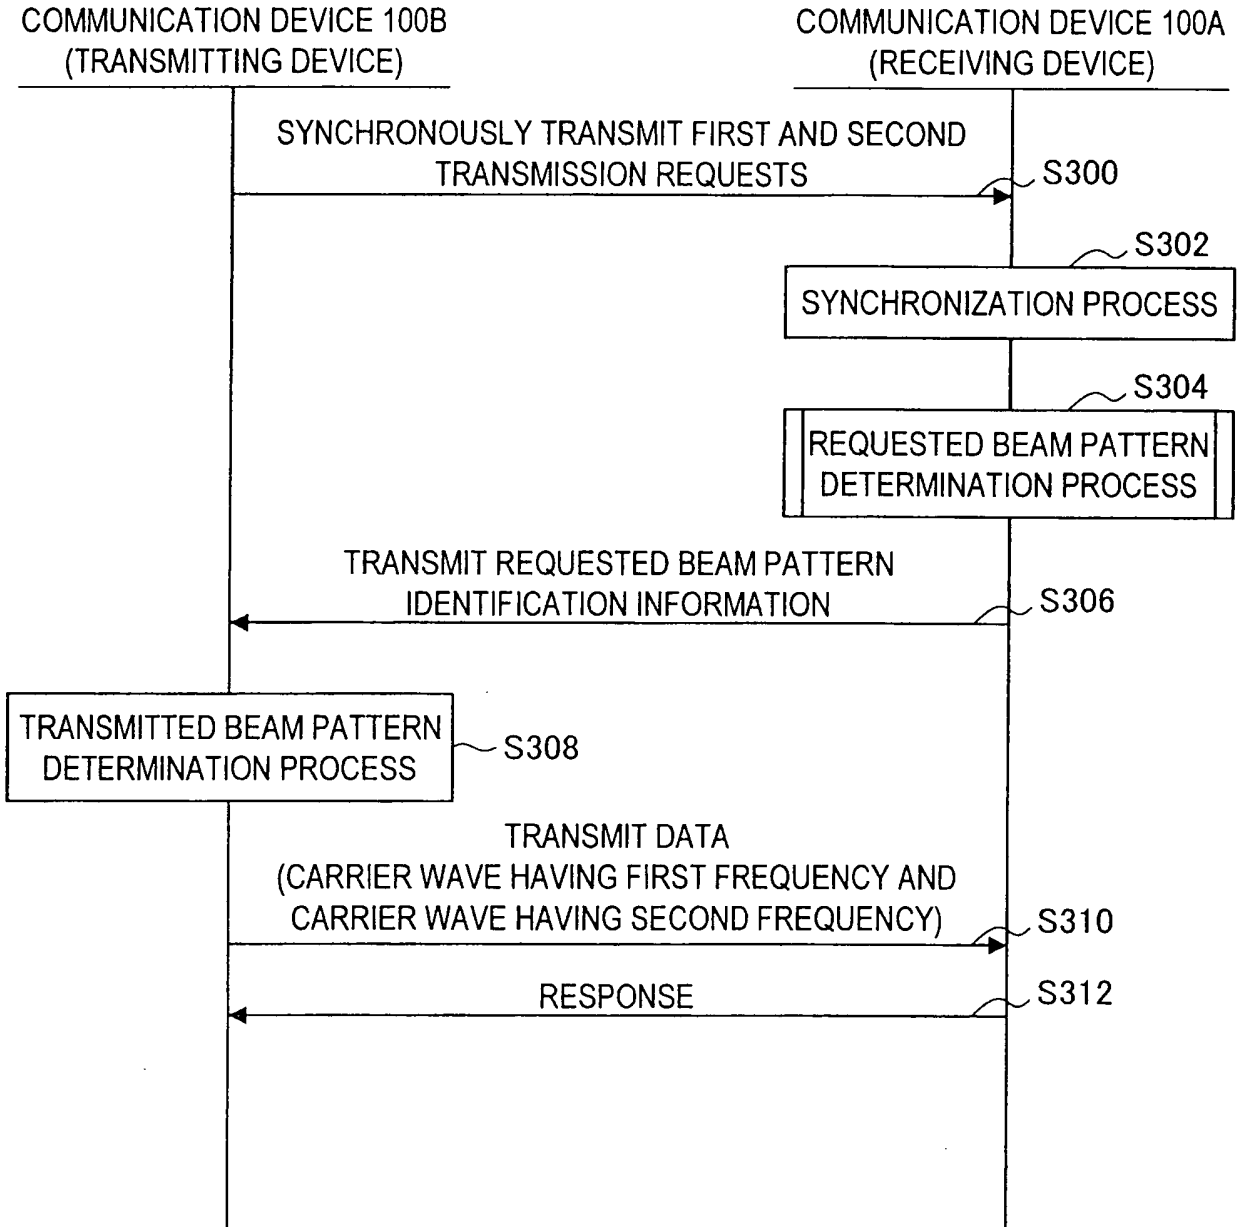 COMMUNICATION DEVICE 100B
(TRANSMITTING DEVICE)
COMMUNICATION DEVICE 100A
(RECEIVING DEVICE)
SYNCHRONOUSLY TRANSMIT FIRST AND SECOND
TRANSMISSION REQUESTS
S300
S302
SYNCHRONIZATION PROCESS
S304
REQUESTED BEAM PATTERN
DETERMINATION PROCESS
TRANSMIT REQUESTED BEAM PATTERN
IDENTIFICATION INFORMATION
S306
TRANSMITTED BEAM PATTERN
DETERMINATION PROCESS
S308
TRANSMIT DATA
(CARRIER WAVE HAVING FIRST FREQUENCY AND
CARRIER WAVE HAVING SECOND FREQUENCY)
S310
RESPONSE
S312